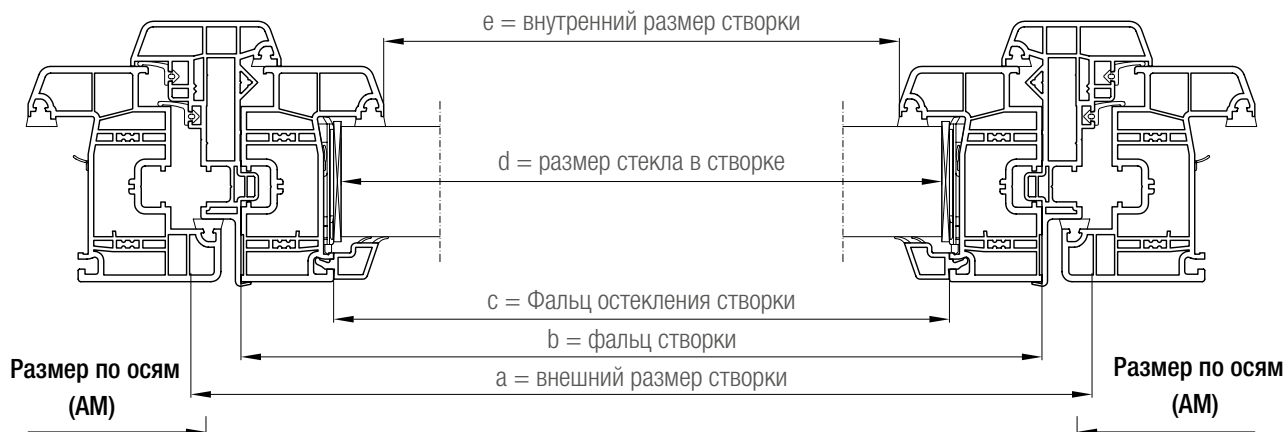 e = внутренний размер створки
d = размер стекла в створке
c = Фальц остекления створки
b = фальц створки
a = внешний размер створки
Размер по осям
(AM)
Размер по осям
(AM)